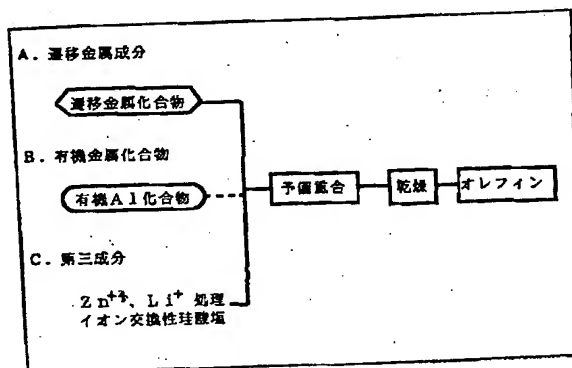 A. 遷移金属成分
遷移金属化合物
B. 有機金属化合物
有機Al化合物
予備重合
乾燥
オレフィン
C. 第三成分
Zn⁺²、Li⁺ 処理
イオン交換性珪酸塩